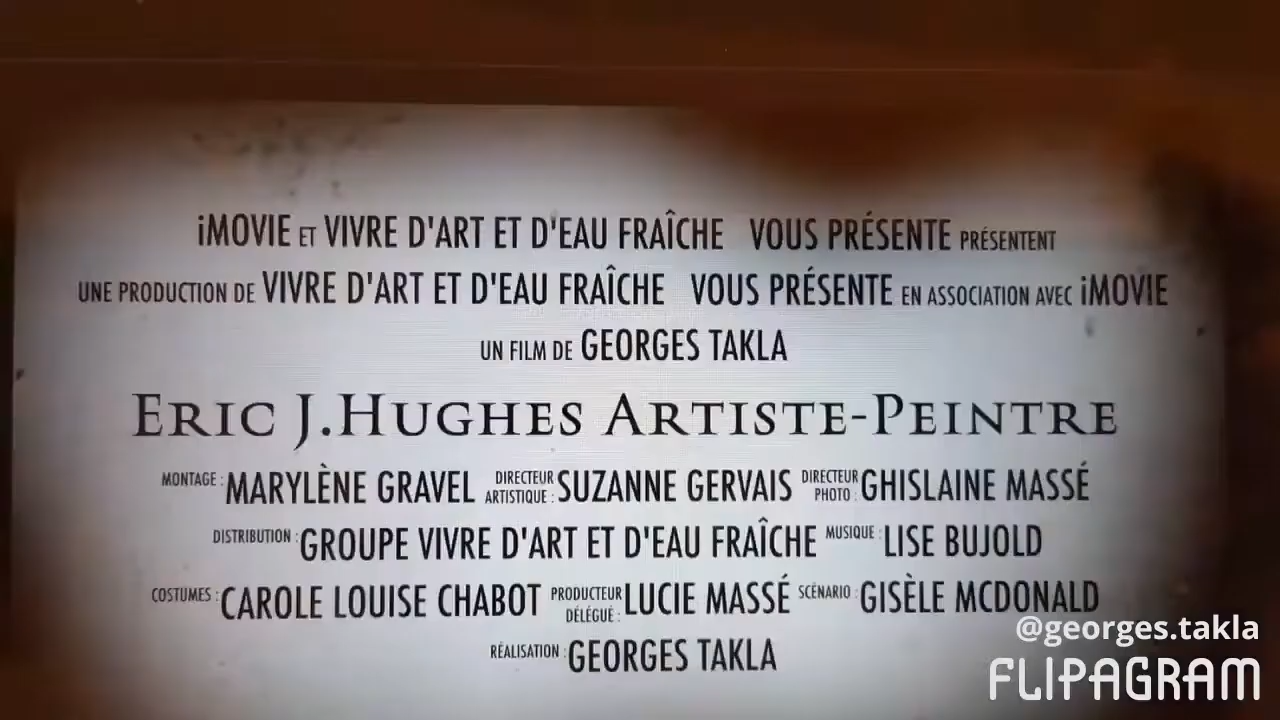 iMOVIE ET VIVRE D'ART ET D'EAU FRAÎCHE VOUS PRÉSENTE PRÉSENTENT
UNE PRODUCTION DE VIVRE D'ART ET D'EAU FRAÎCHE VOUS PRÉSENTE EN ASSOCIATION AVEC iMOVIE
UN FILM DE GEORGES TAKLA
ERIC J.HUGHES ARTISTE-PEINTRE
MONTAGE : MARYLÈNE GRAVEL DIRECTEUR ARTISTIQUE : SUZANNE GERVAIS DIRECTEUR PHOTO : GHISLAINE MASSÉ
DISTRIBUTION : GROUPE VIVRE D'ART ET D'EAU FRAÎCHE MUSIQUE : LISE BUJOLD
COSTUMES : CAROLE LOUISE CHABOT PRODUCTEUR DÉLÉGUÉ : LUCIE MASSÉ SCÉNARIO : GISÈLE MCDONALD
RÉALISATION : GEORGES TAKLA
@georges.takla
FLIPAGRAM